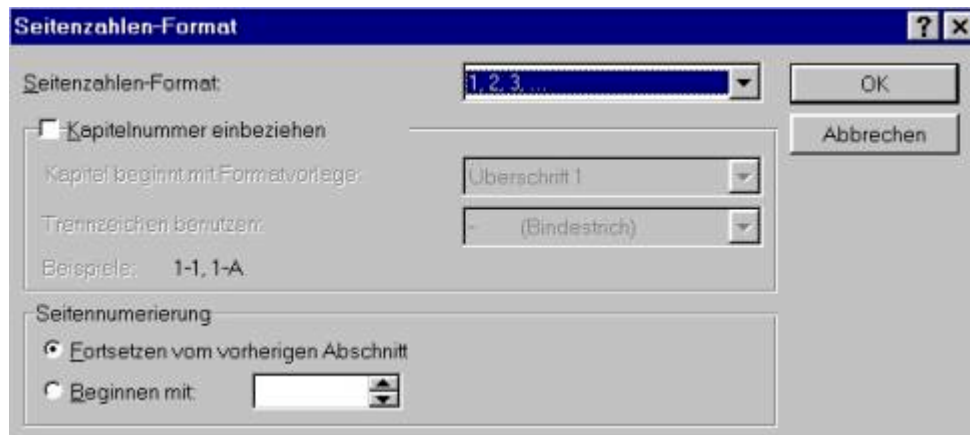 Seitenzahlen-Format
Seitenzahlen-Format: 1, 2, 3, ... OK
Kapitelnummer einbeziehen Abbrechen
Kapitel beginnt mit Formatvorlage: Überschrift 1
Trennzeichen benutzen: - (Bindestrich)
Beispiele: 1-1, 1-A
Seitennumerierung
Fortsetzen vom vorherigen Abschnitt
Beginnen mit: